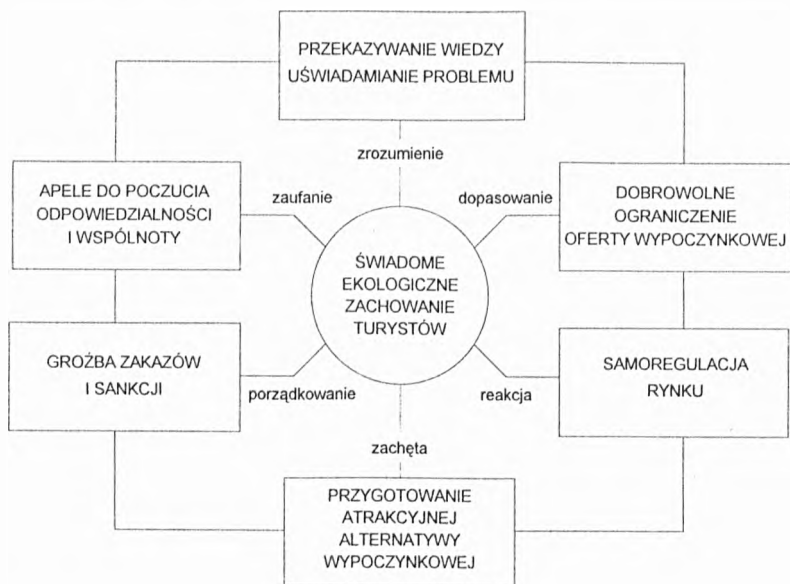 PRZEKAZYWANIE WIEDZY
UŚWIADAMIANIE PROBLEMU
zrozumienie
APELE DO POCZUCIA
ODPOWIEDZIALNOŚCI
I WSPÓLNOTY
zaufanie
dopasowanie
DOBROWOLNE
OGRANICZENIE
OFERTY WYPOCZYNKOWEJ
ŚWIADOME
EKOLOGICZNE
ZACHOWANIE
TURYSTÓW
GROŹBA ZAKAZÓW
I SANKCJI
porządkowanie
reakcja
SAMOREGULACJA
RYNKU
zachęta
PRZYGOTOWANIE
ATRAKCYJNEJ
ALTERNATYWY
WYPOCZYNKOWEJ